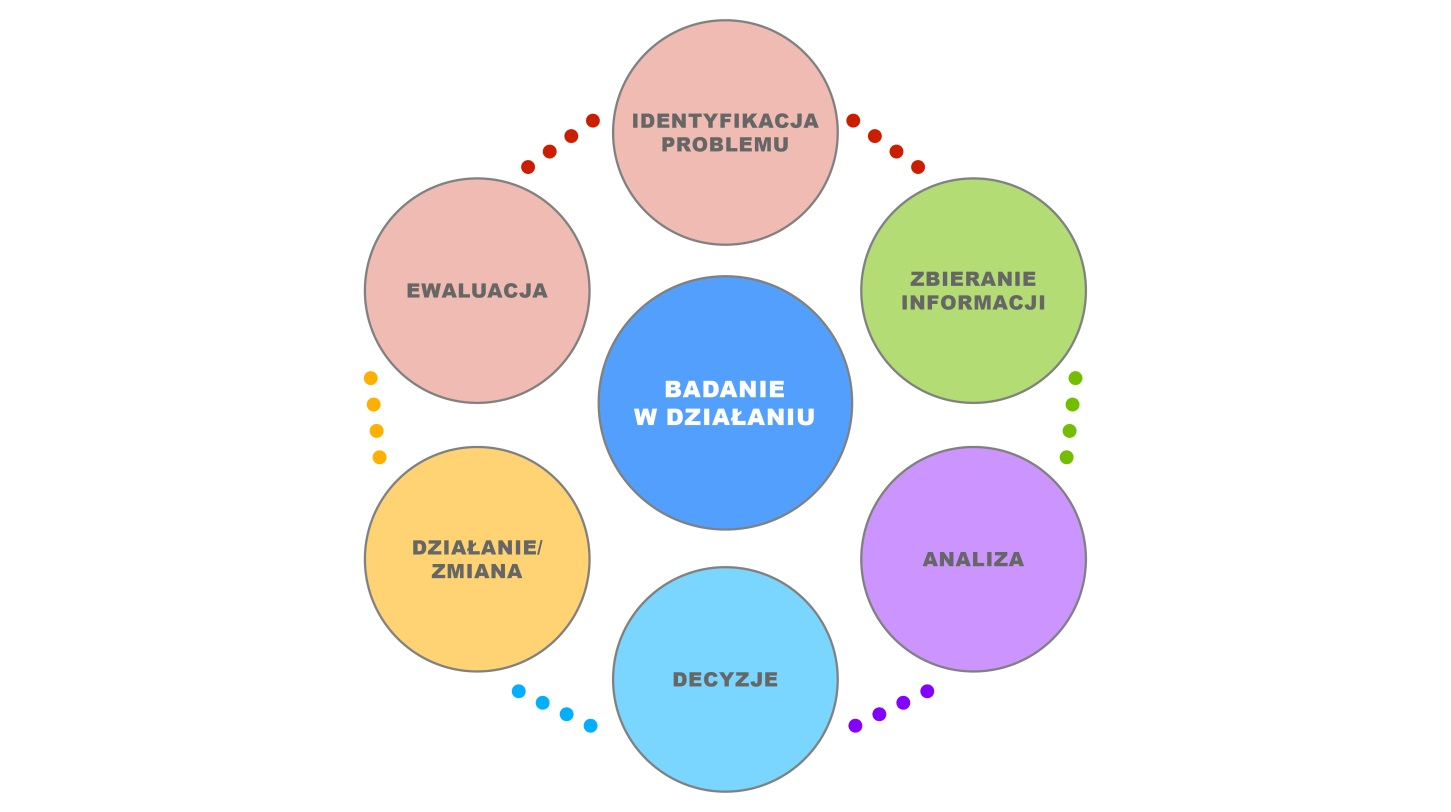 IDENTYFIKACJA
PROBLEMU
ZBIERANIE
INFORMACJI
EWALUACJA
BADANIE
W DZIAŁANIU
DZIAŁANIE/
ZMIANA
ANALIZA
DECYZJE